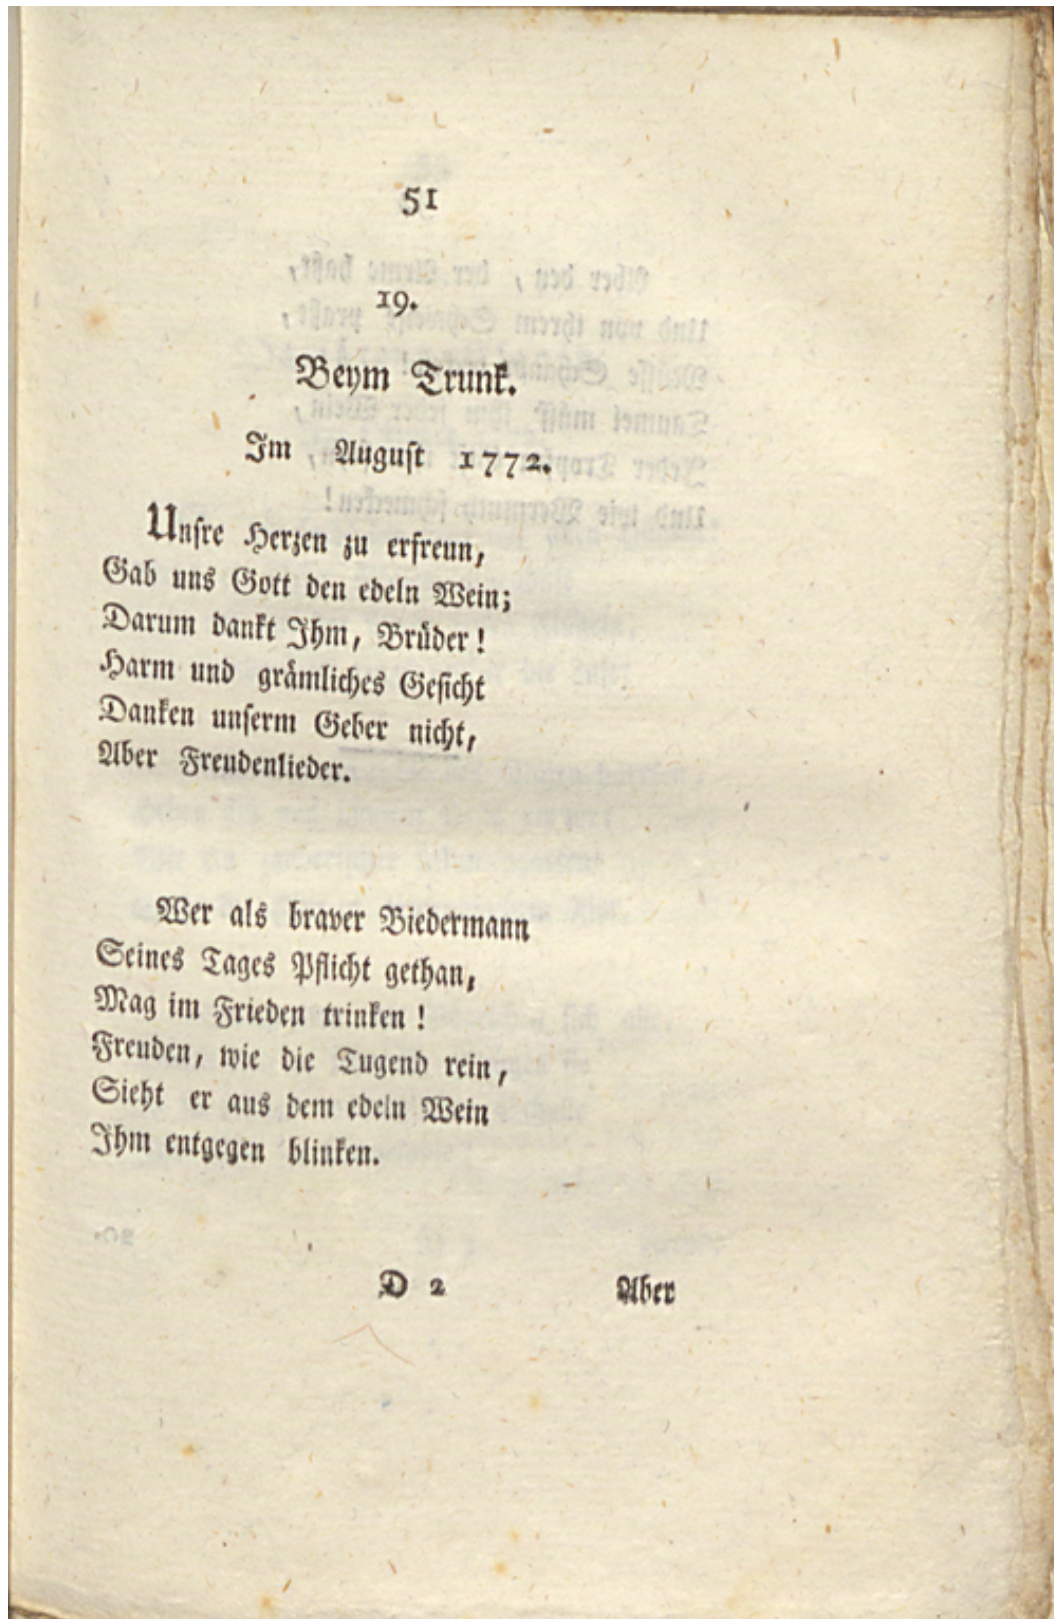 51
19.
Beym Trunk.
Im August 1772.
Unsre Herzen zu erfreun,
Gab uns Gott den edeln Wein;
Darum dankt Ihm, Brüder!
Harm und grämliches Gesicht
Danken unserm Geber nicht,
Aber Freudenlieder.
Wer als braver Biedermann
Seines Tages Pflicht gethan,
Mag im Frieden trinken!
Freuden, wie die Tugend rein,
Sieht er aus dem edeln Wein
Ihm entgegen blinken.
D 2 Aber